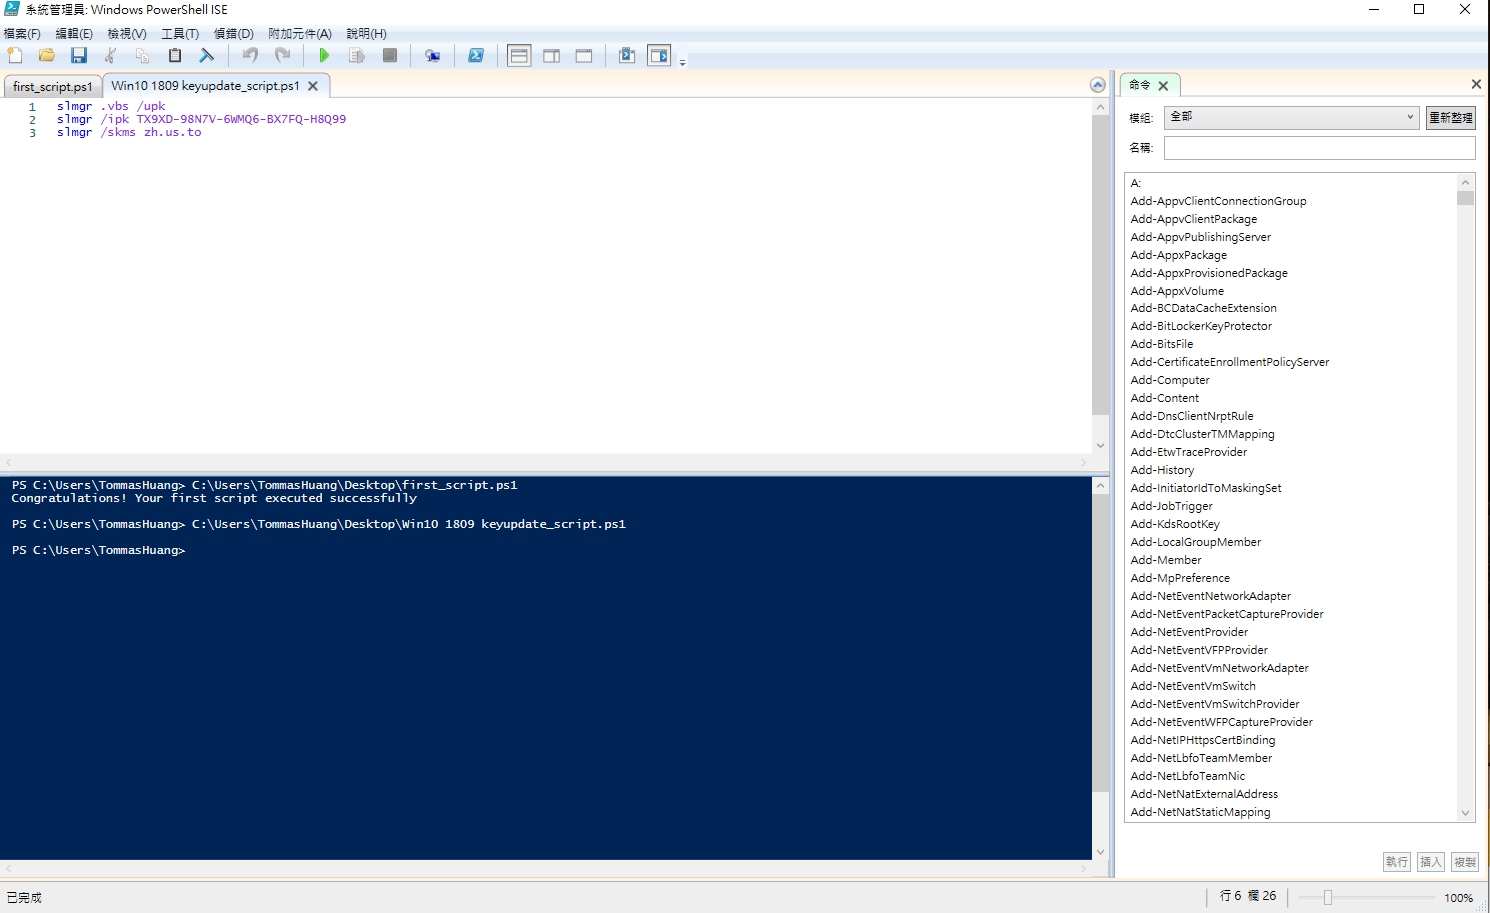 系統管理員: Windows PowerShell ISE
檔案(F) 編輯(E) 檢視(V) 工具(T) 偵錯(D) 附加元件(A) 說明(H)
first_script.ps1 Win10 1809 keyupdate_script.ps1
1 slmgr .vbs /upk
2 slmgr /ipk TX9XD-98N7V-6WMQ6-BX7FQ-H8Q99
3 slmgr /skms zh.us.to
PS C:\Users\TommasHuang> C:\Users\TommasHuang\Desktop\first_script.ps1
Congratulations! Your first script executed successfully
PS C:\Users\TommasHuang> C:\Users\TommasHuang\Desktop\Win10 1809 keyupdate_script.ps1
PS C:\Users\TommasHuang>
命令
模組: 全部 重新整理
名稱:
A:
Add-AppvClientConnectionGroup
Add-AppvClientPackage
Add-AppvPublishingServer
Add-AppxPackage
Add-AppxProvisionedPackage
Add-AppxVolume
Add-BCDataCacheExtension
Add-BitLockerKeyProtector
Add-BitsFile
Add-CertificateEnrollmentPolicyServer
Add-Computer
Add-Content
Add-DnsClientNrptRule
Add-DtcClusterTMMapping
Add-EtwTraceProvider
Add-History
Add-InitiatorIdToMaskingSet
Add-JobTrigger
Add-KdsRootKey
Add-LocalGroupMember
Add-Member
Add-MpPreference
Add-NetEventNetworkAdapter
Add-NetEventPacketCaptureProvider
Add-NetEventProvider
Add-NetEventVFPProvider
Add-NetEventVmNetworkAdapter
Add-NetEventVmSwitch
Add-NetEventVmSwitchProvider
Add-NetEventWFPCaptureProvider
Add-NetIPHttpsCertBinding
Add-NetLbfoTeamMember
Add-NetLbfoTeamNic
Add-NetNatExternalAddress
Add-NetNatStaticMapping
執行 插入 複製
已完成 行 6 欄 26 100%